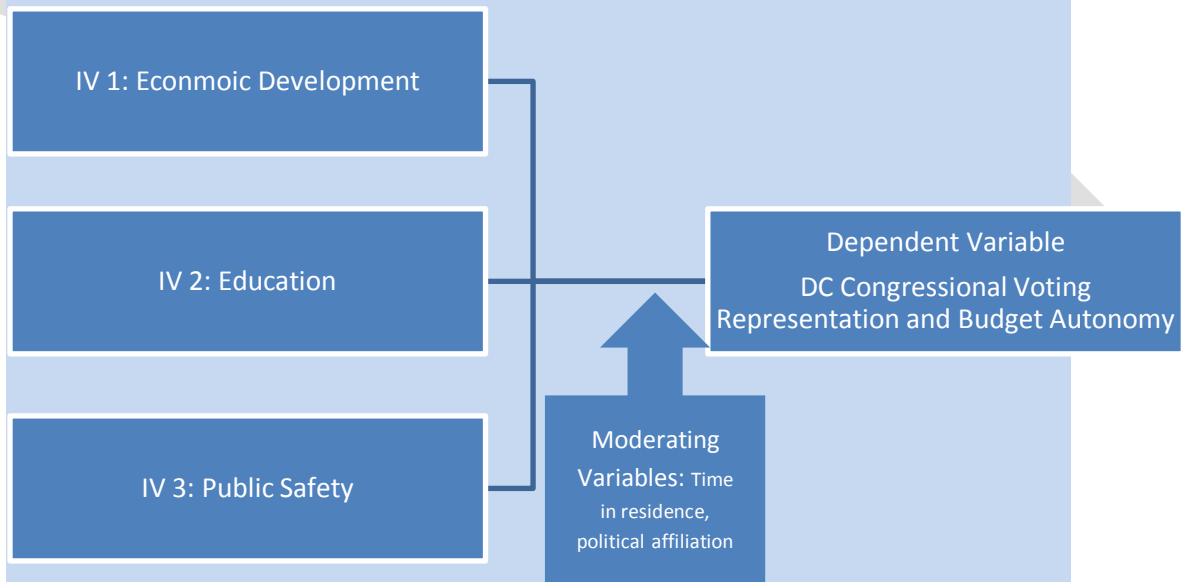 IV 1: Econmoic Development
IV 2: Education
IV 3: Public Safety
Dependent Variable
DC Congressional Voting
Representation and Budget Autonomy
Moderating
Variables: Time
in residence,
political affiliation